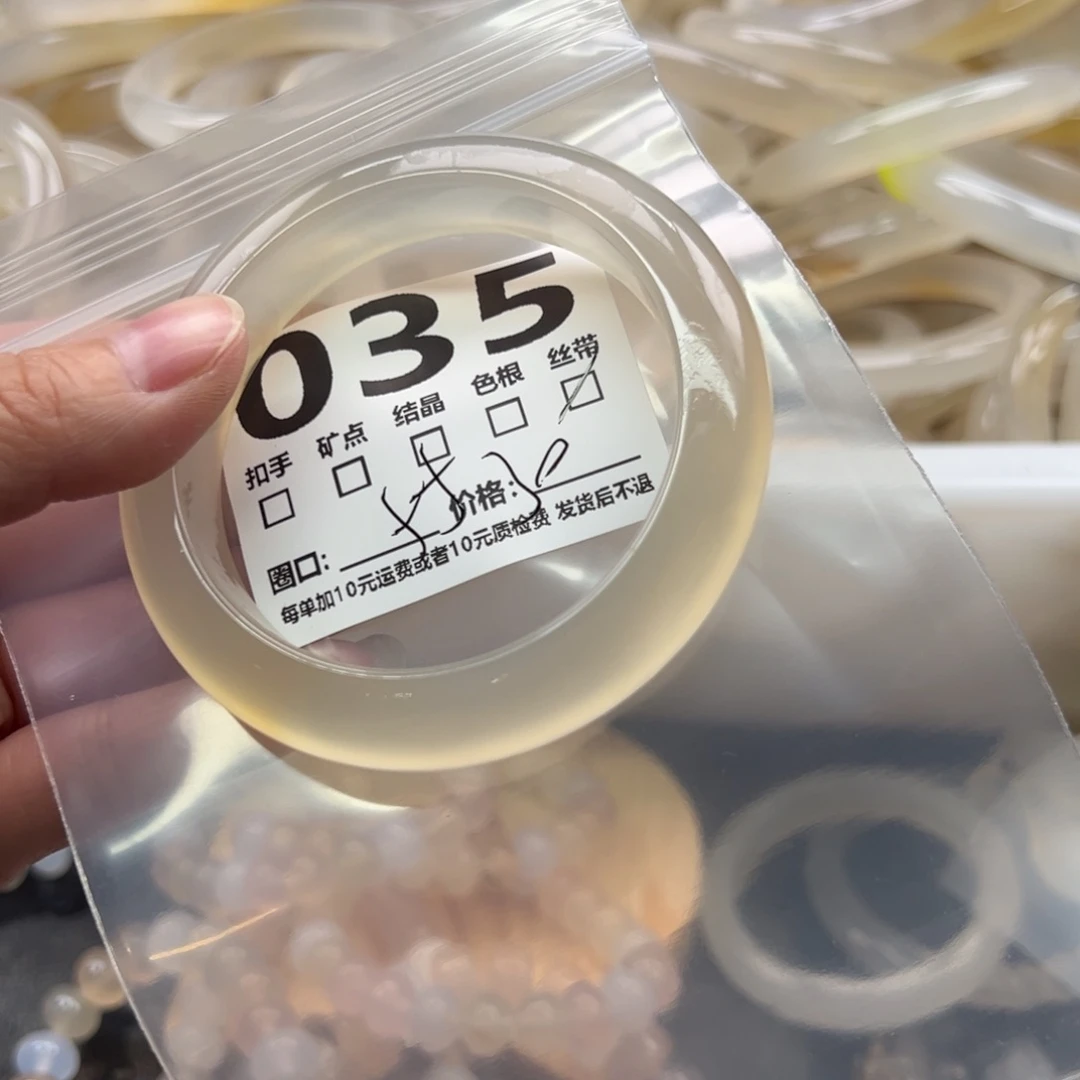 035
扣手 矿点 结晶 色根 丝带
圈口: 价格:
每单加10元运费或者10元质检费 发货后不退